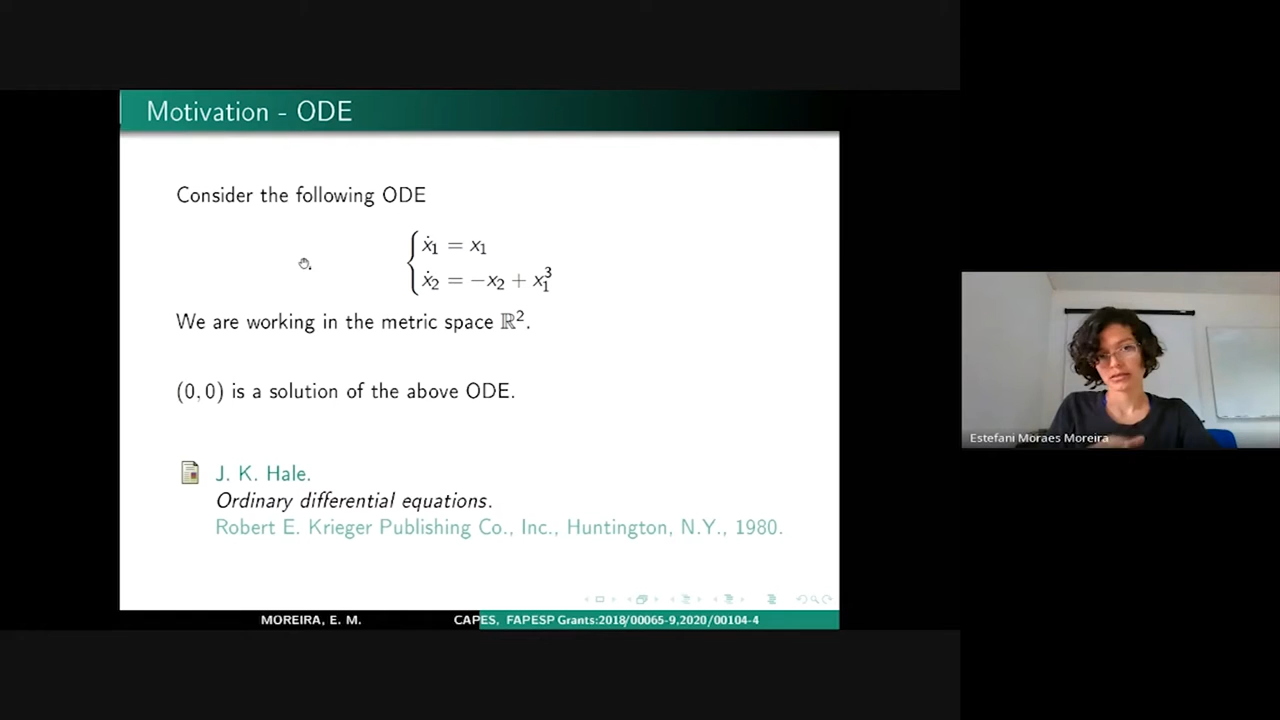 Motivation - ODE
Consider the following ODE
ẋ₁ = x₁
ẋ₂ = −x₂ + x₁³
We are working in the metric space ℝ².
(0, 0) is a solution of the above ODE.
J. K. Hale.
Ordinary differential equations.
Robert E. Krieger Publishing Co., Inc., Huntington, N.Y., 1980.
MOREIRA, E. M. CAPES, FAPESP Grants:2018/00065-9,2020/00104-4
Estefani Moraes Moreira